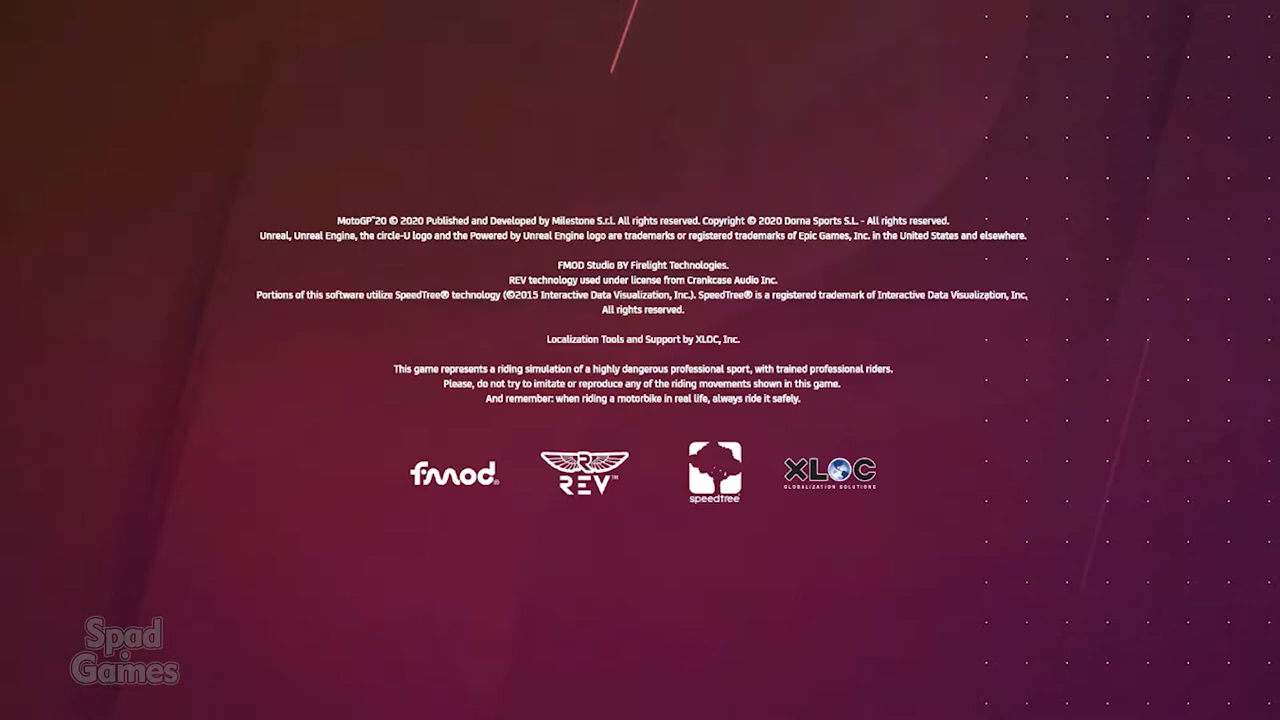 MotoGP™20 © 2020 Published and Developed by Milestone S.r.l. All rights reserved. Copyright © 2020 Dorna Sports S.L. - All rights reserved.
Unreal, Unreal Engine, the circle-U logo and the Powered by Unreal Engine logo are trademarks or registered trademarks of Epic Games, Inc. in the United States and elsewhere.
FMOD Studio BY Firelight Technologies.
REV technology used under license from Crankcase Audio Inc.
Portions of this software utilize SpeedTree® technology (©2015 Interactive Data Visualization, Inc.). SpeedTree® is a registered trademark of Interactive Data Visualization, Inc.
All rights reserved.
Localization Tools and Support by XLOC, Inc.
This game represents a riding simulation of a highly dangerous professional sport, with trained professional riders.
Please, do not try to imitate or reproduce any of the riding movements shown in this game.
And remember: when riding a motorbike in real life, always ride it safely.
fmod®
R
REV™
speedtree
XLOC
GLOBALIZATION SOLUTIONS
Spad
Games